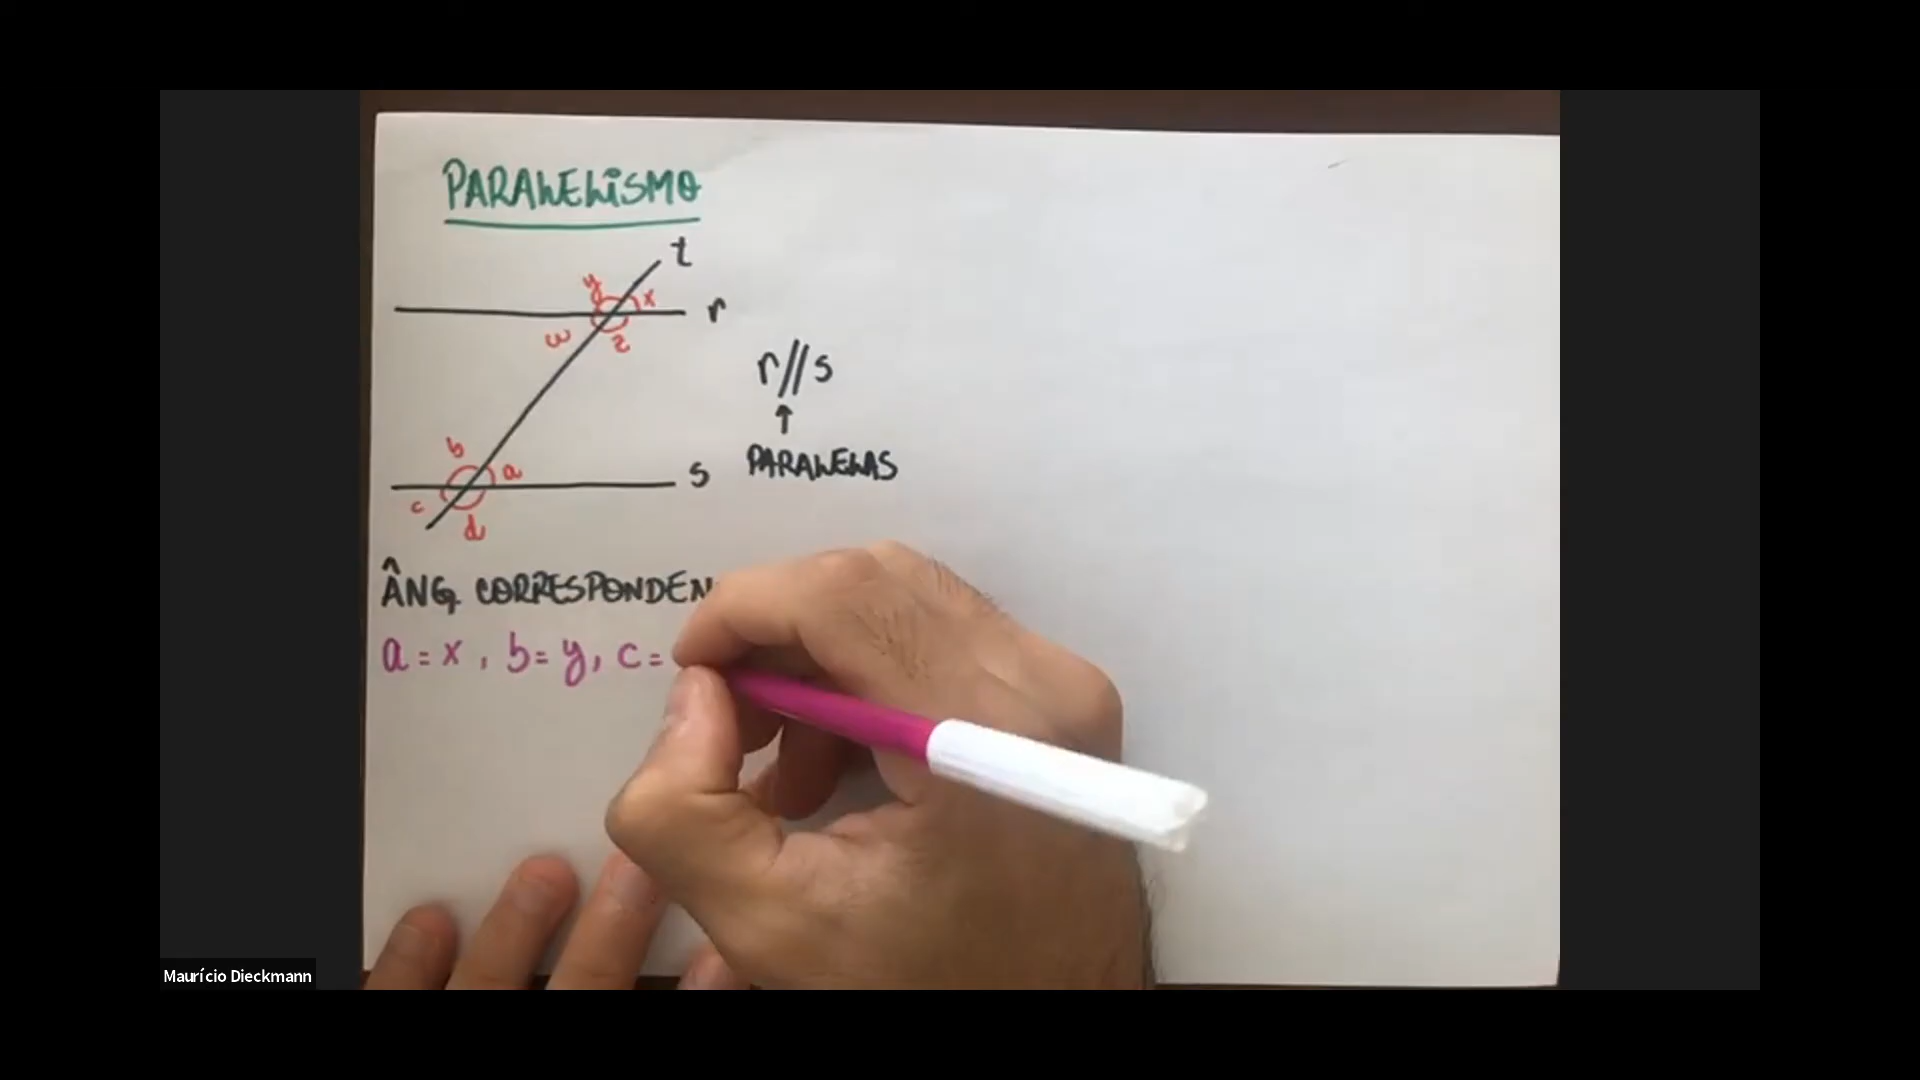 PARALELISMO
t
y
x
r
w
z
r//s
↑
PARALELAS
b
a
s
c
d
ÂNG. CORRESPONDEN
a = x, b = y, c =
Maurício Dieckmann